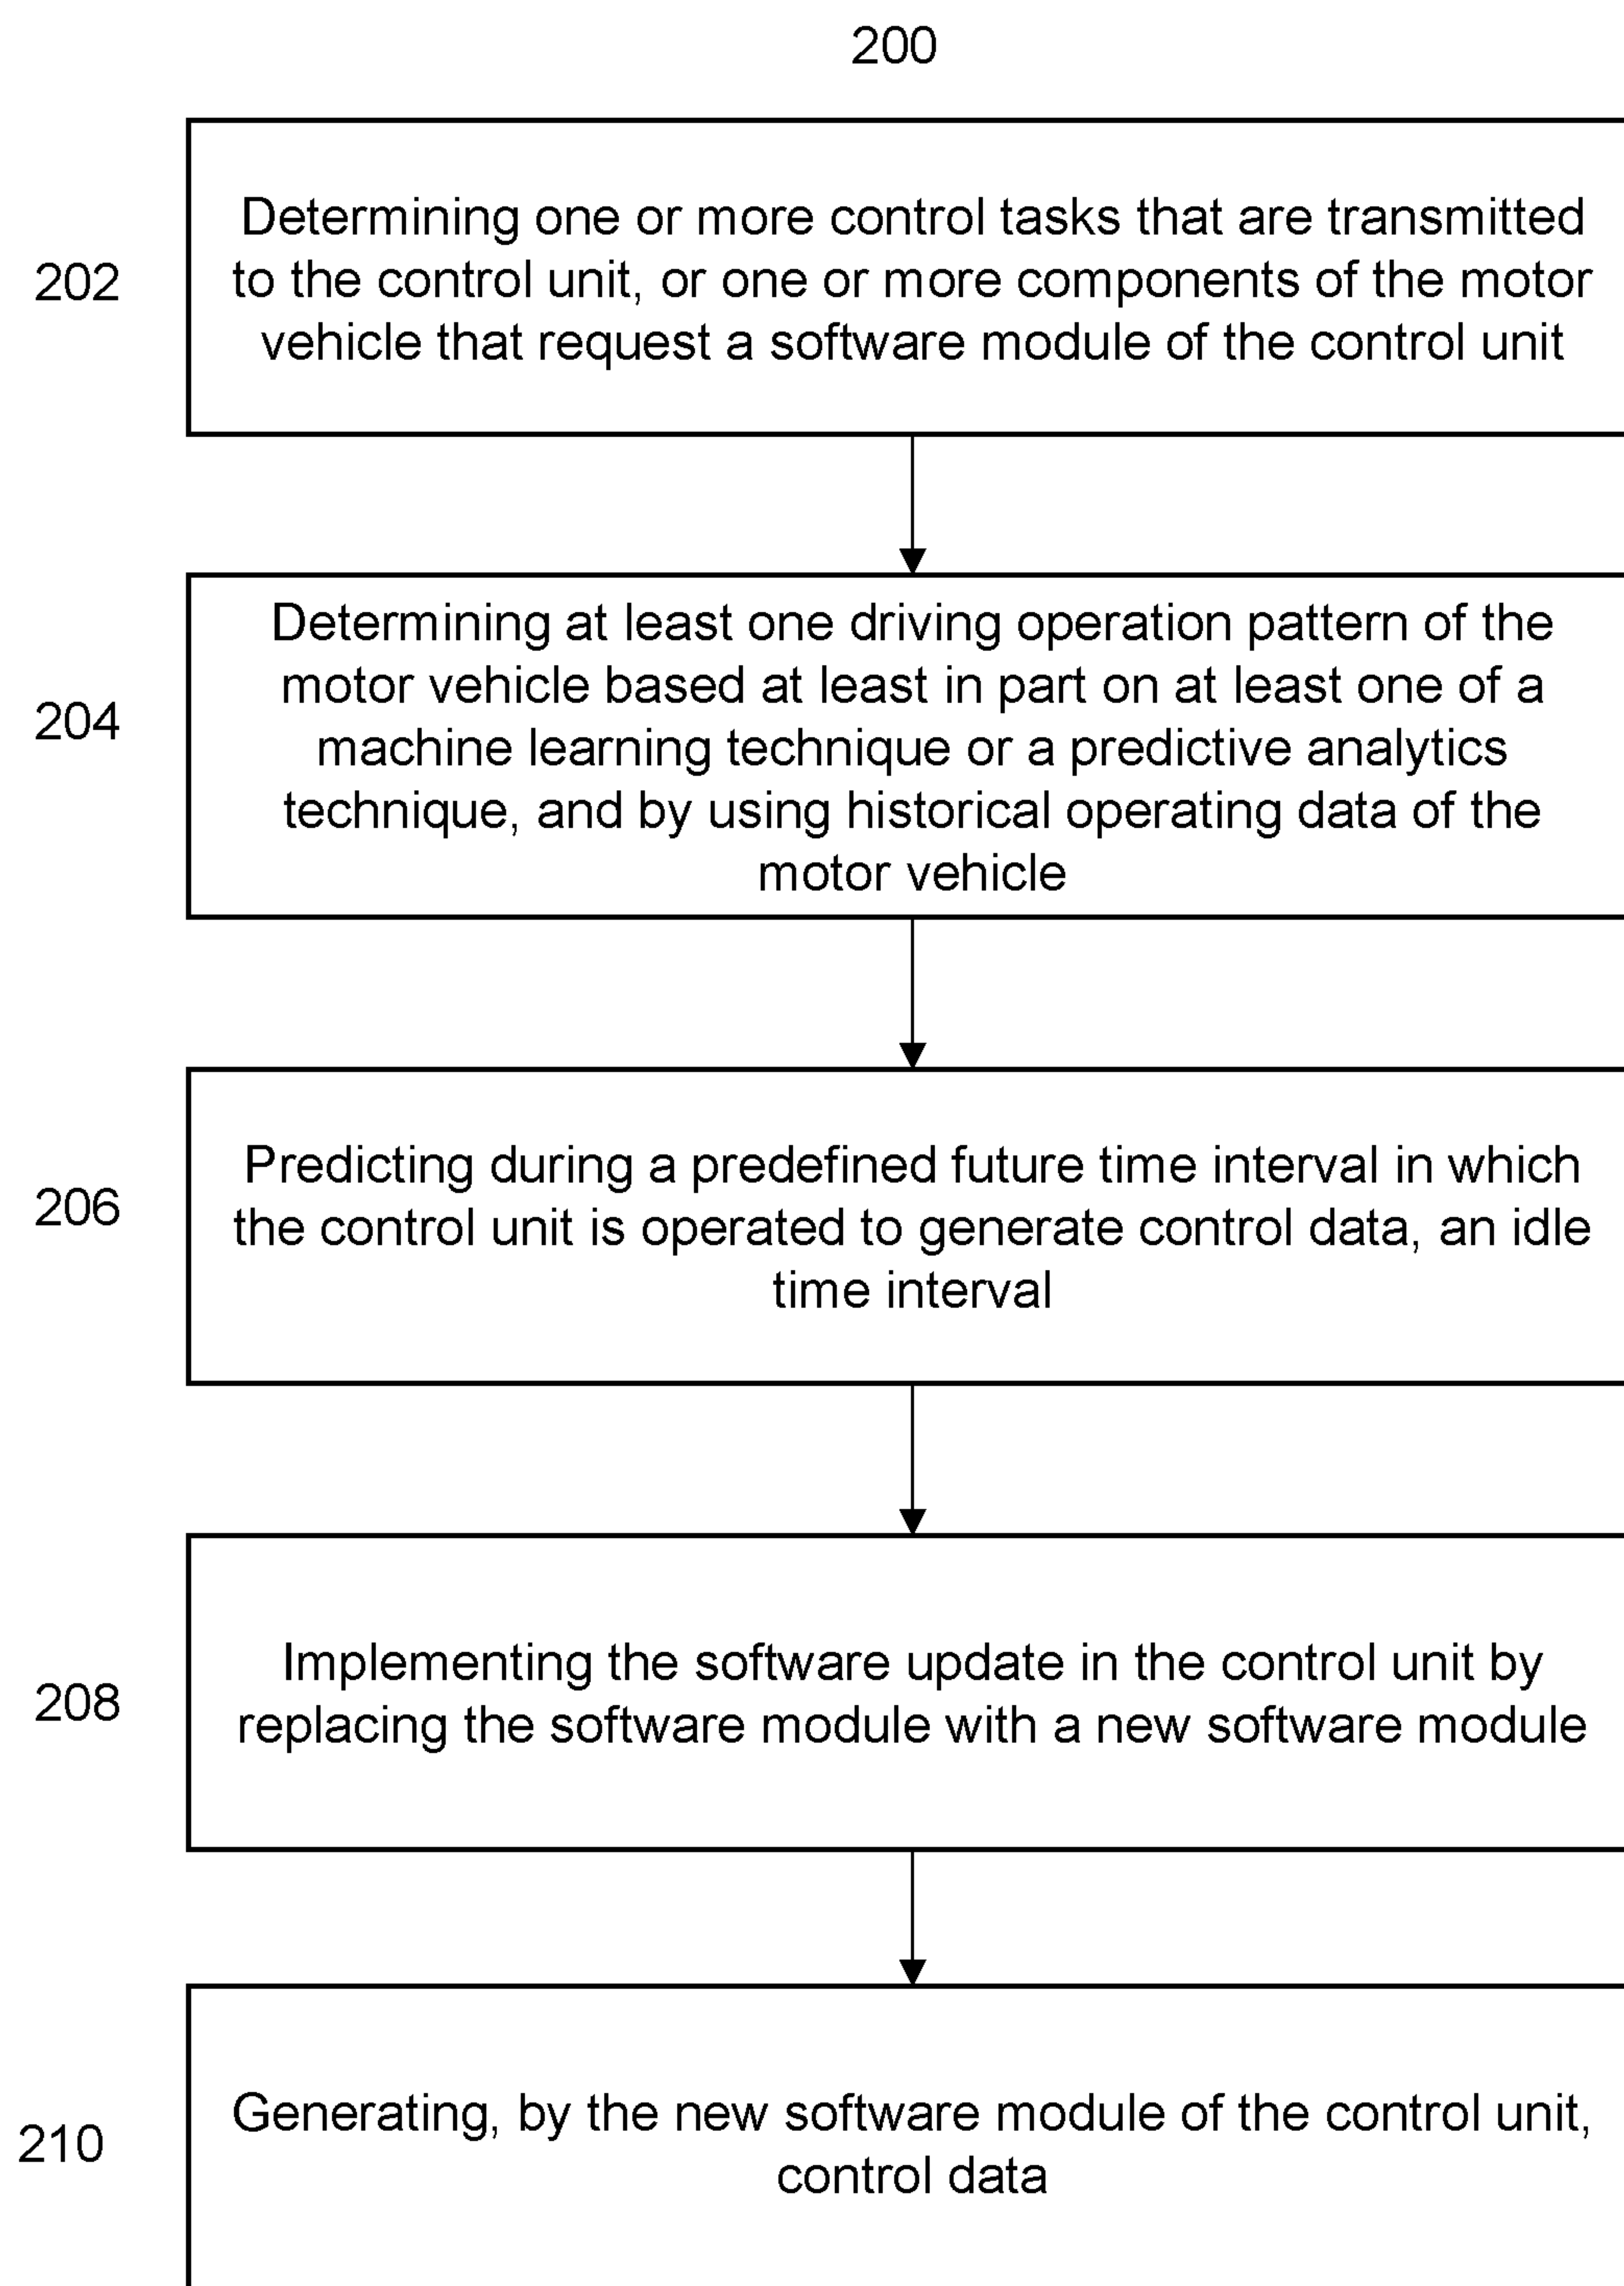 200
202
Determining one or more control tasks that are transmitted
to the control unit, or one or more components of the motor
vehicle that request a software module of the control unit
204
Determining at least one driving operation pattern of the
motor vehicle based at least in part on at least one of a
machine learning technique or a predictive analytics
technique, and by using historical operating data of the
motor vehicle
206
Predicting during a predefined future time interval in which
the control unit is operated to generate control data, an idle
time interval
208
Implementing the software update in the control unit by
replacing the software module with a new software module
210
Generating, by the new software module of the control unit,
control data